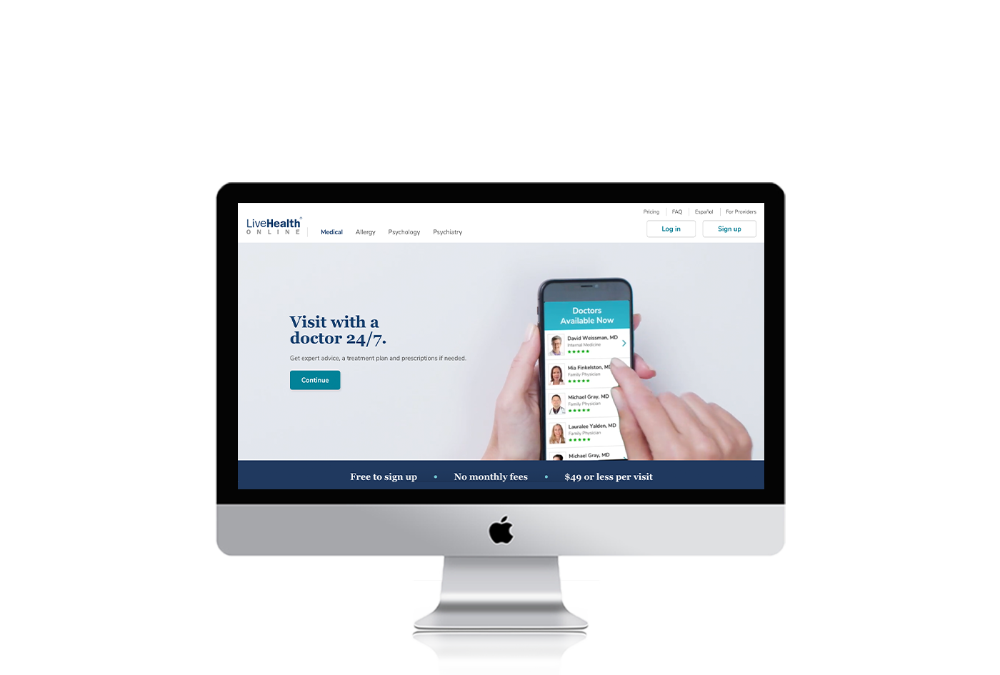 Pricing
FAQ
Español
For Providers
LiveHealth®
ONLINE
Medical
Allergy
Psychology
Psychiatry
Log in
Sign up
Visit with a
doctor 24/7.
Get expert advice, a treatment plan and prescriptions if needed.
Continue
Doctors
Available Now
David Weissman, MD
Internal Medicine
Mia Finkelston, MD
Family Physician
Michael Gray, MD
Family Physician
Lauralee Yalden, MD
Family Physician
Michael Gray, MD
Free to sign up • No monthly fees • $49 or less per visit